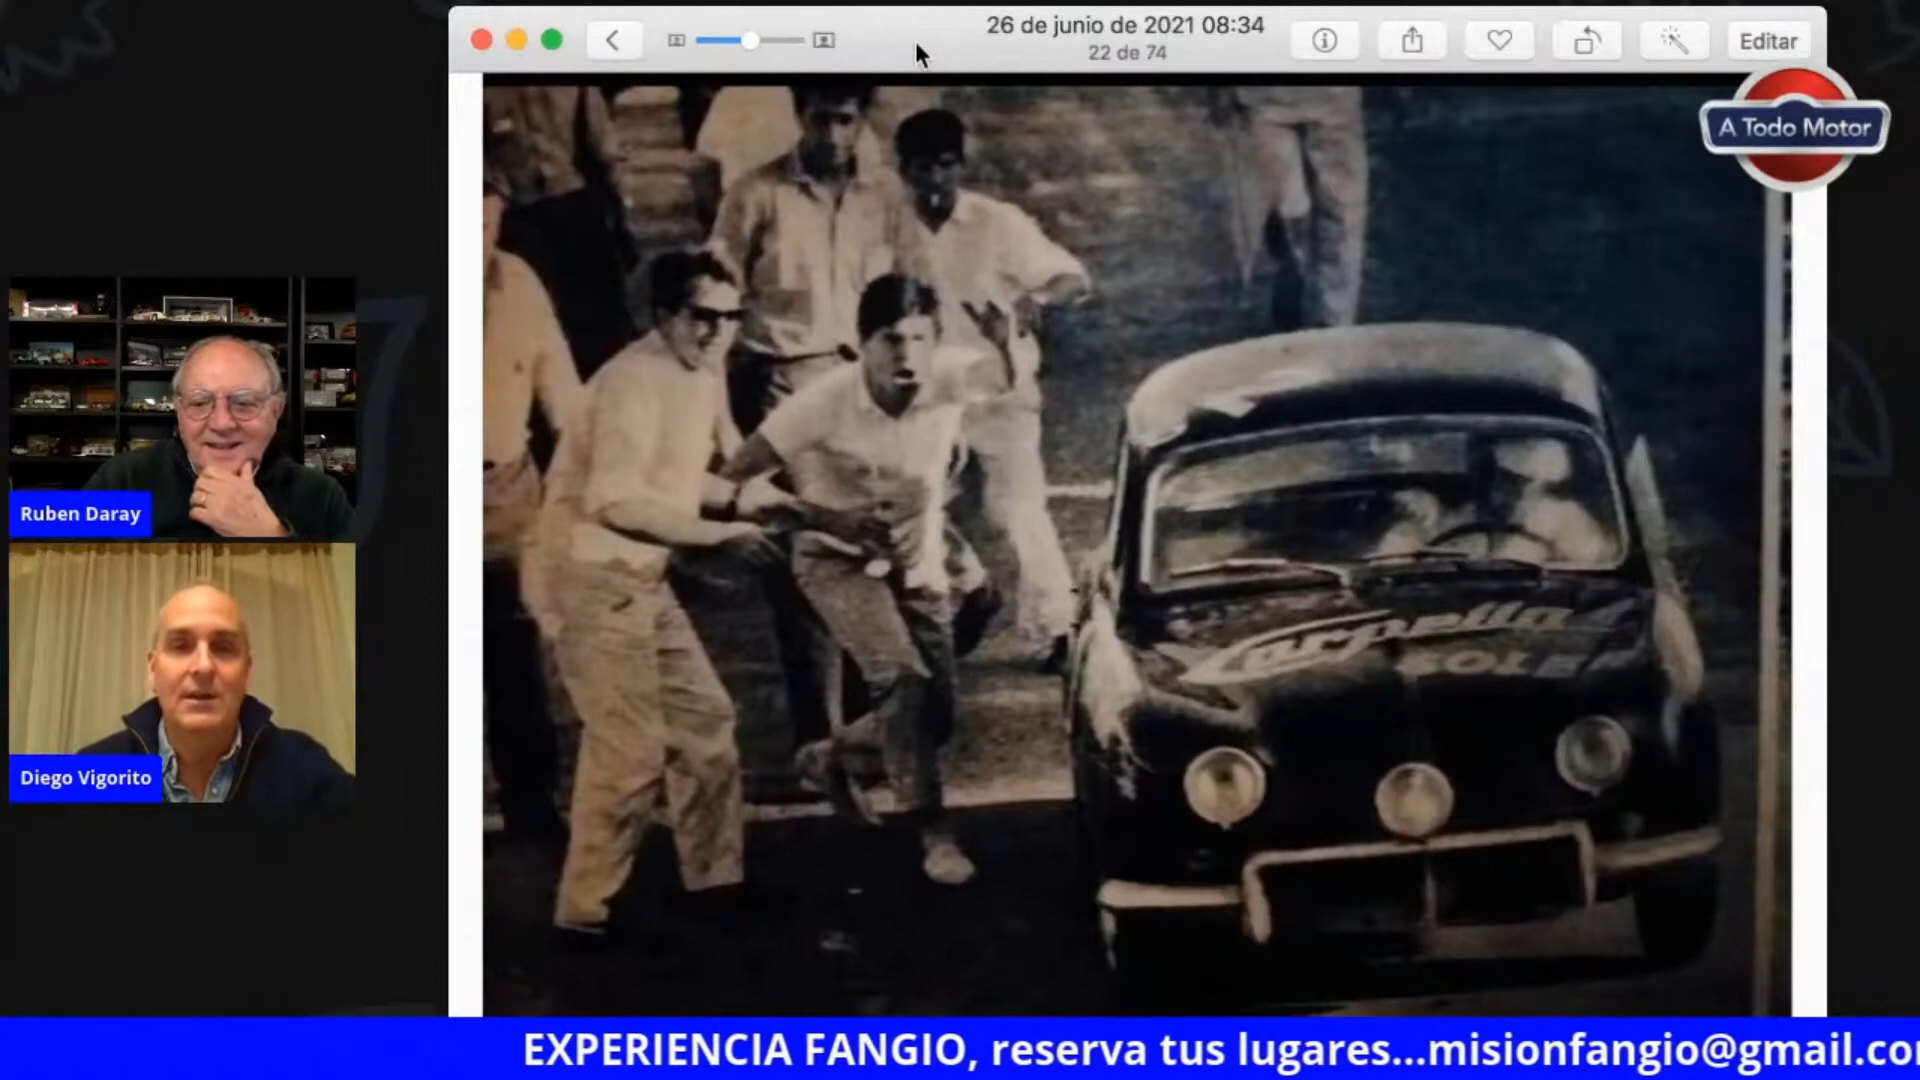 26 de junio de 2021 08:34
22 de 74
Editar
A Todo Motor
Ruben Daray
Diego Vigorito
EXPERIENCIA FANGIO, reserva tus lugares...misionfangio@gmail.co